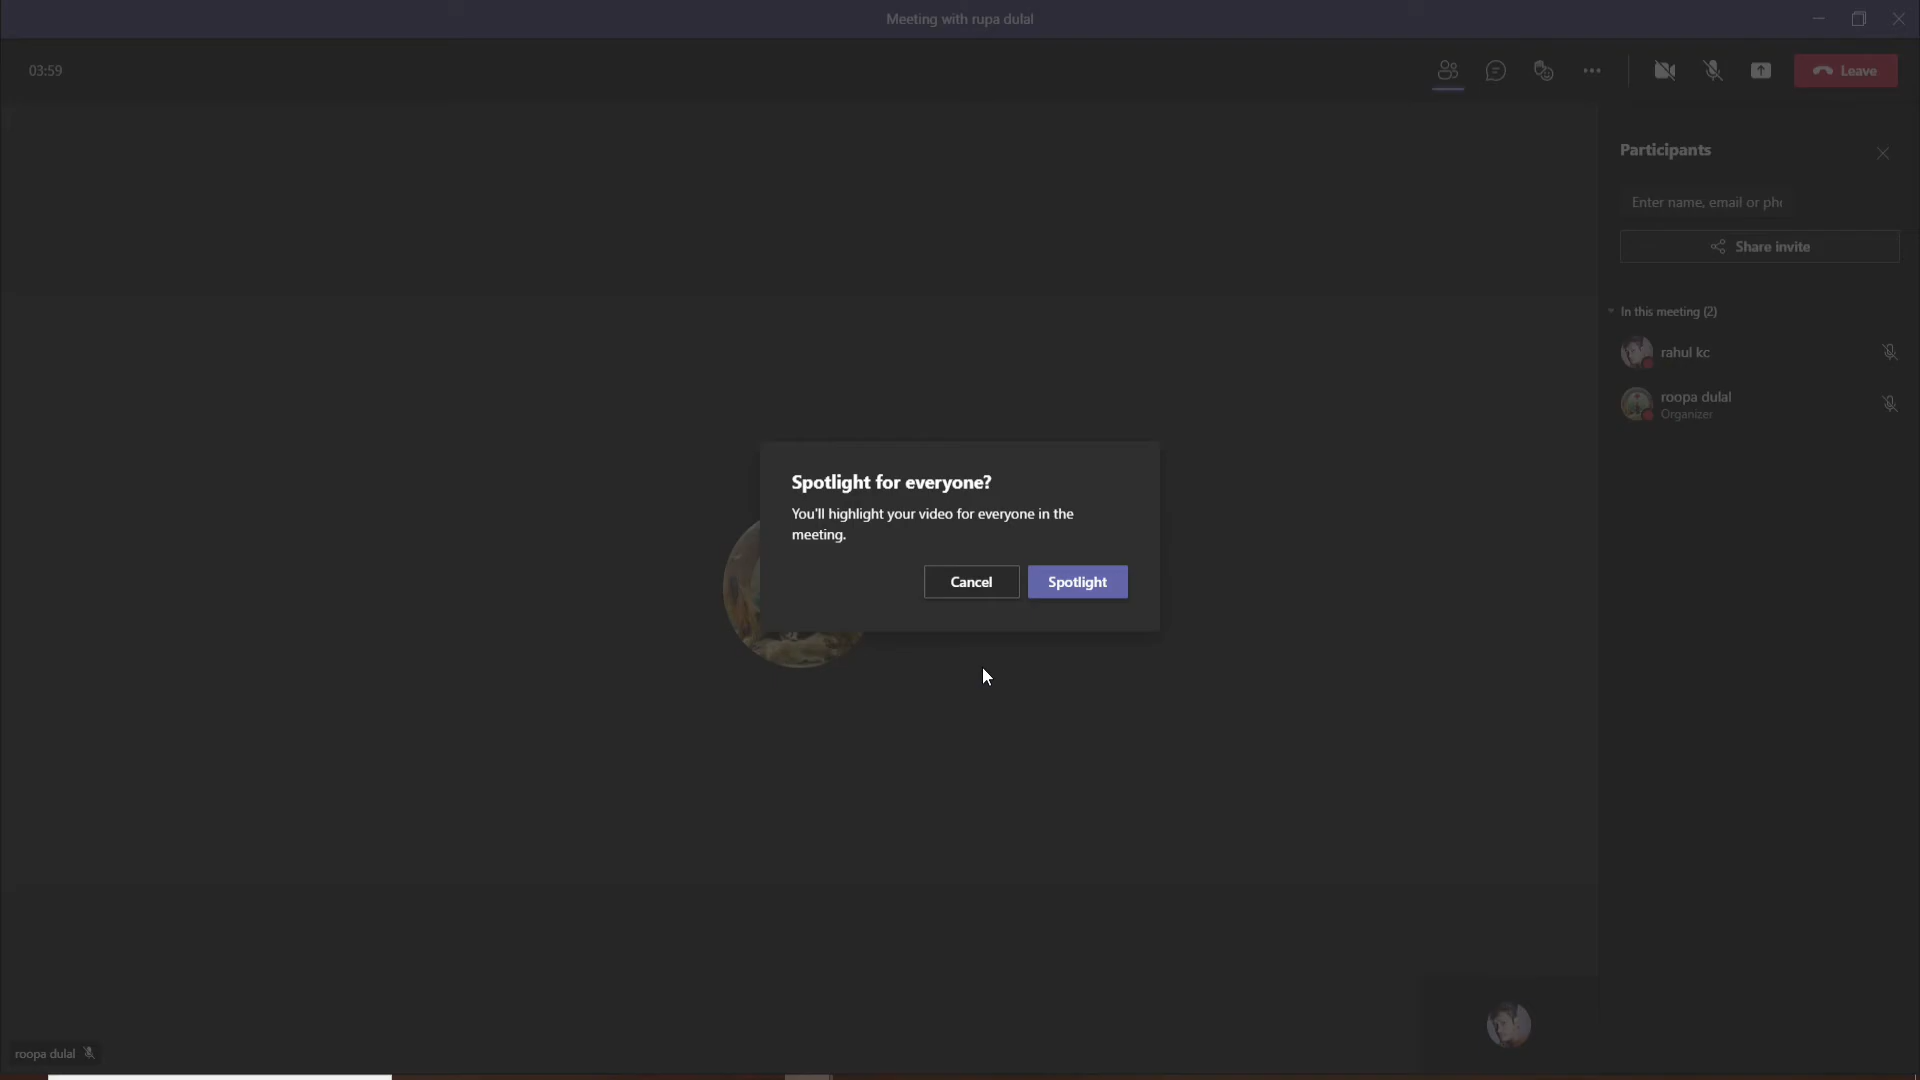 Meeting with rupa dulal
03:59
Leave
Participants
Enter name, email or pho
Share invite
In this meeting (2)
rahul kc
roopa dulal
Organizer
Spotlight for everyone?
You'll highlight your video for everyone in the
meeting.
Cancel
Spotlight
roopa dulal